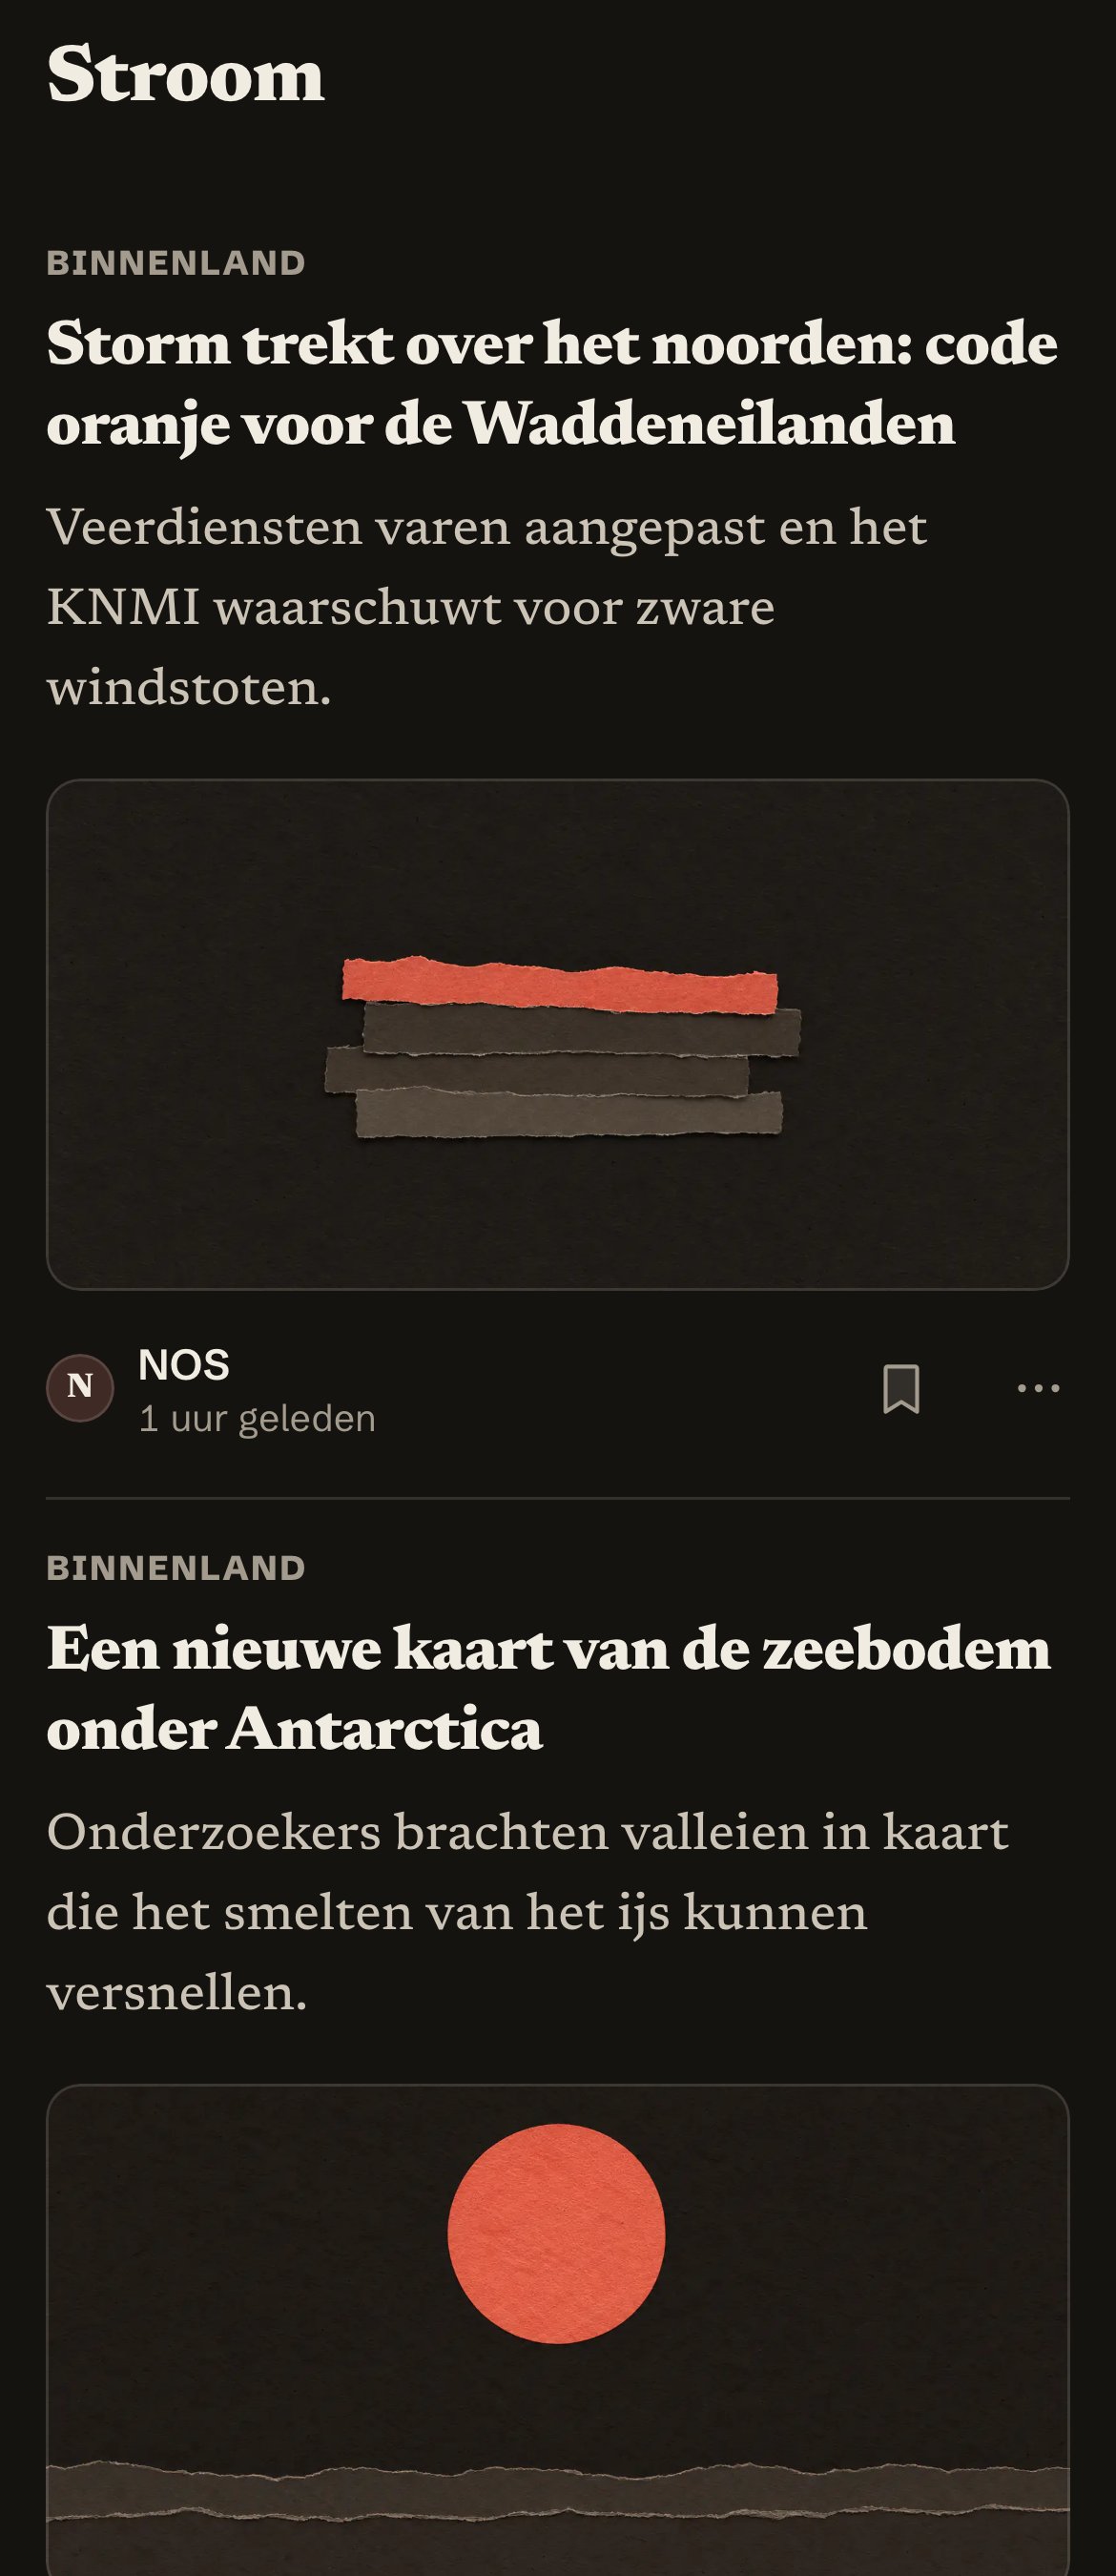 Stroom
BINNENLAND
Storm trekt over het noorden: code
oranje voor de Waddeneilanden
Veerdiensten varen aangepast en het
KNMI waarschuwt voor zware
windstoten.
N
NOS
1 uur geleden
BINNENLAND
Een nieuwe kaart van de zeebodem
onder Antarctica
Onderzoekers brachten valleien in kaart
die het smelten van het ijs kunnen
versnellen.